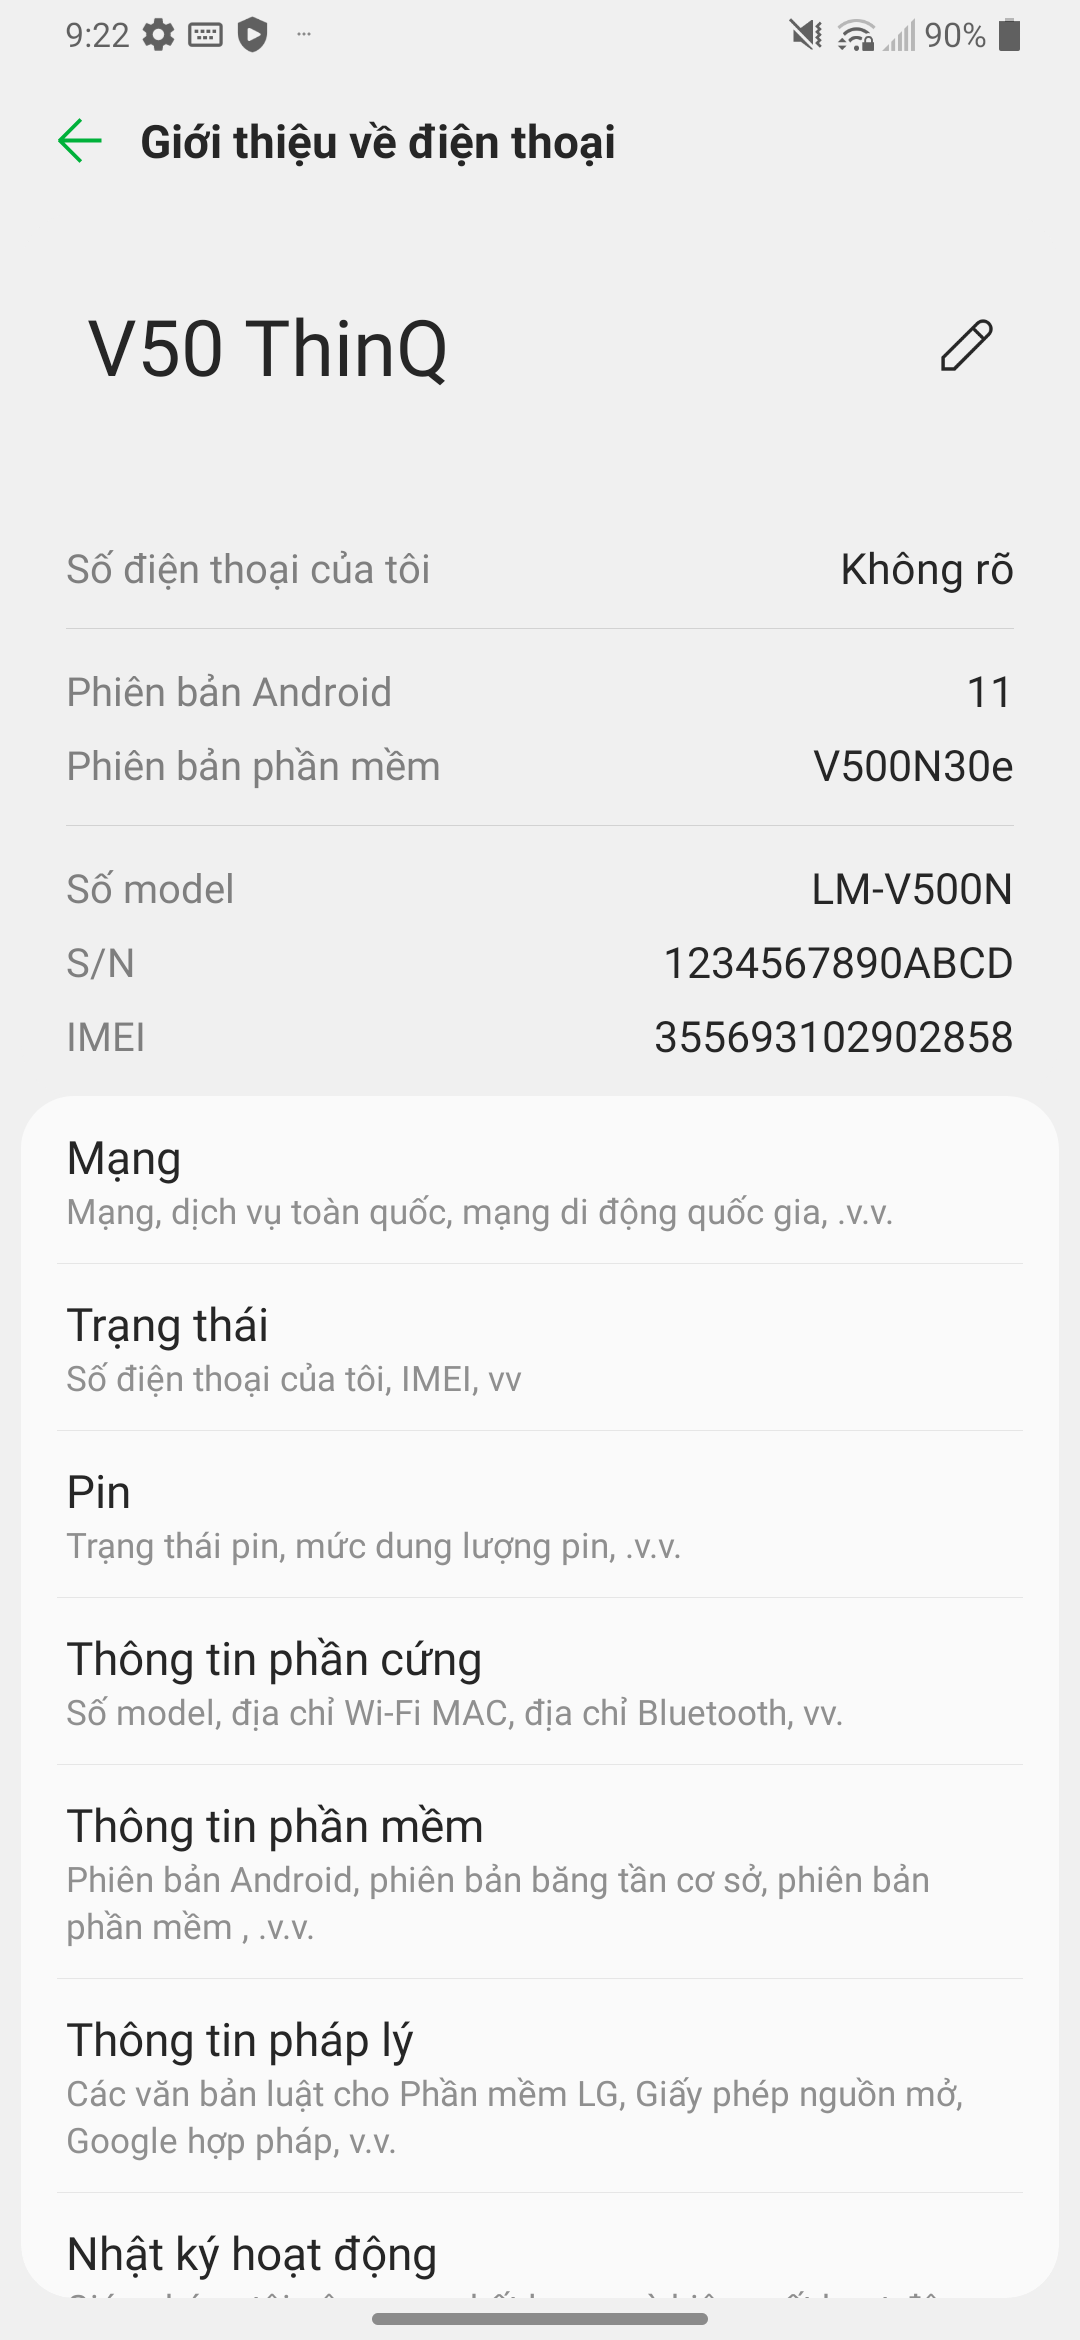 9:22 ... 90%
Giới thiệu về điện thoại
V50 ThinQ
Số điện thoại của tôi Không rõ
Phiên bản Android 11
Phiên bản phần mềm V500N30e
Số model LM-V500N
S/N 1234567890ABCD
IMEI 355693102902858
Mạng
Mạng, dịch vụ toàn quốc, mạng di động quốc gia, .v.v.
Trạng thái
Số điện thoại của tôi, IMEI, vv
Pin
Trạng thái pin, mức dung lượng pin, .v.v.
Thông tin phần cứng
Số model, địa chỉ Wi-Fi MAC, địa chỉ Bluetooth, vv.
Thông tin phần mềm
Phiên bản Android, phiên bản băng tần cơ sở, phiên bản
phần mềm , .v.v.
Thông tin pháp lý
Các văn bản luật cho Phần mềm LG, Giấy phép nguồn mở,
Google hợp pháp, v.v.
Nhật ký hoạt động